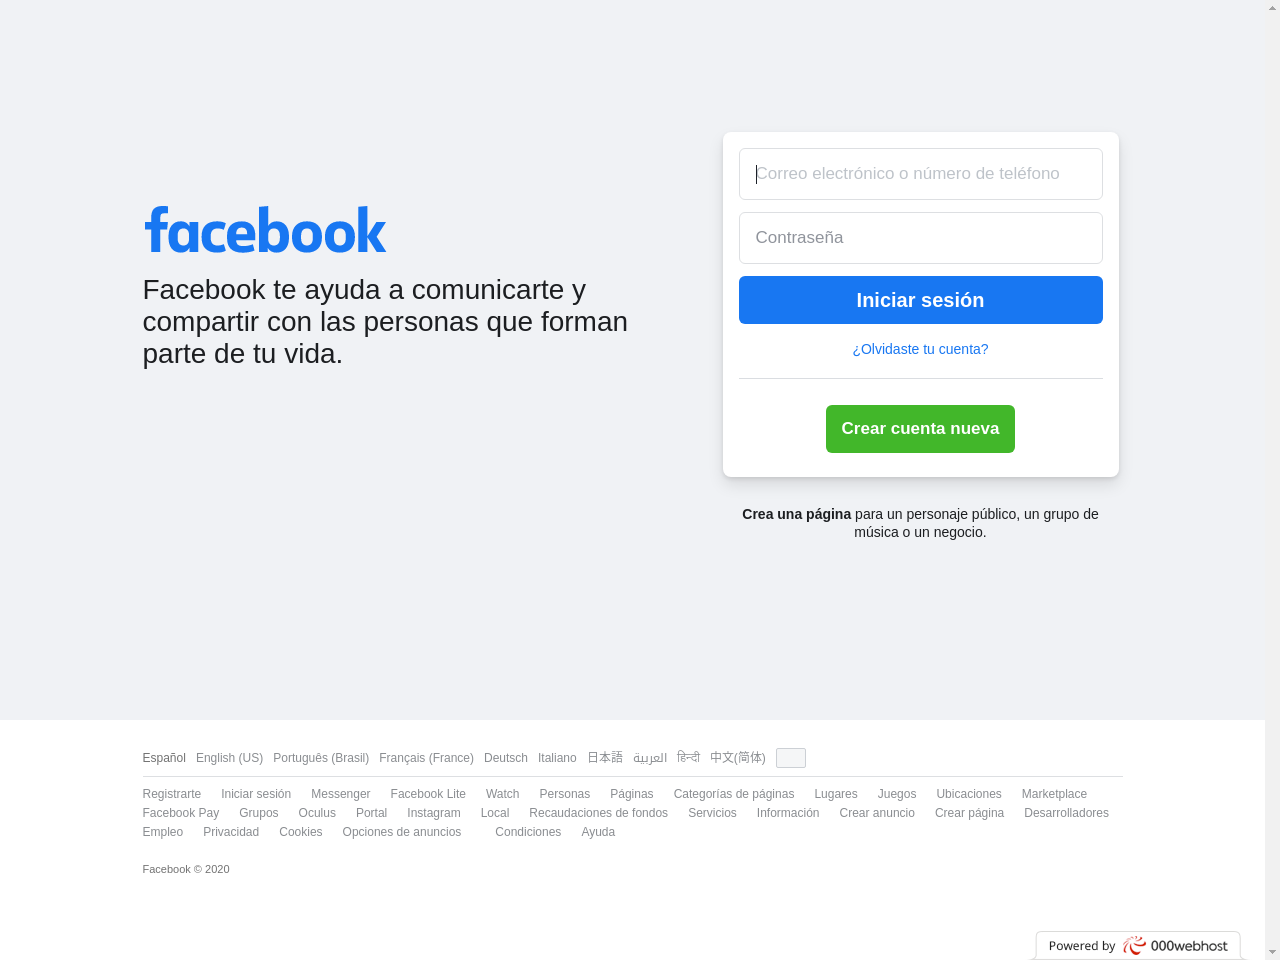 facebook
Facebook te ayuda a comunicarte y
compartir con las personas que forman
parte de tu vida.
Correo electrónico o número de teléfono
Contraseña
Iniciar sesión
¿Olvidaste tu cuenta?
Crear cuenta nueva
Crea una página para un personaje público, un grupo de
música o un negocio.
Español English (US) Português (Brasil) Français (France) Deutsch Italiano 日本語 العربية हिन्दी 中文(简体)
Registrarte Iniciar sesión Messenger Facebook Lite Watch Personas Páginas Categorías de páginas Lugares Juegos Ubicaciones Marketplace
Facebook Pay Grupos Oculus Portal Instagram Local Recaudaciones de fondos Servicios Información Crear anuncio Crear página Desarrolladores
Empleo Privacidad Cookies Opciones de anuncios Condiciones Ayuda
Facebook © 2020
Powered by 000webhost